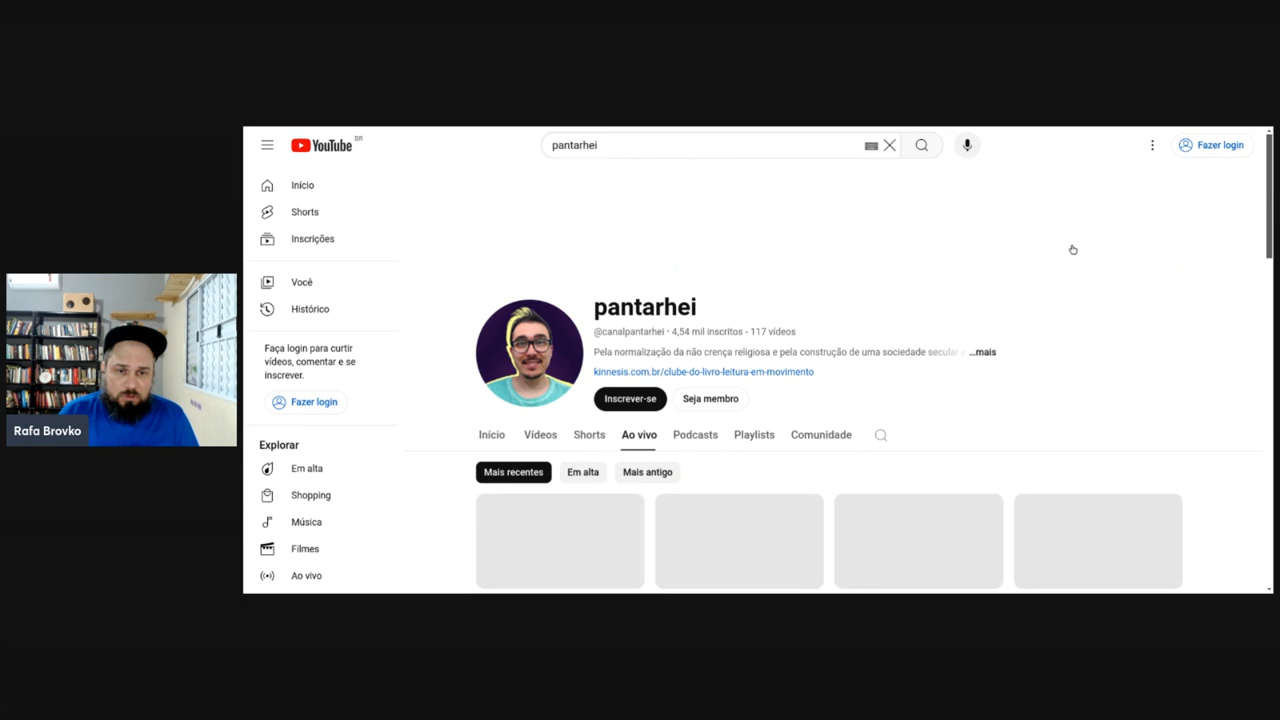 YouTube BR
pantarhei
Fazer login
Início
Shorts
Inscrições
Você
Histórico
Faça login para curtir
vídeos, comentar e se
inscrever.
Fazer login
Explorar
Em alta
Shopping
Música
Filmes
Ao vivo
pantarhei
@canalpantarhei • 4,54 mil inscritos • 117 vídeos
Pela normalização da não crença religiosa e pela construção de uma sociedade secular e ...mais
kinnesis.com.br/clube-do-livro-leitura-em-movimento
Inscrever-se Seja membro
Início Vídeos Shorts Ao vivo Podcasts Playlists Comunidade
Mais recentes Em alta Mais antigo
Rafa Brovko